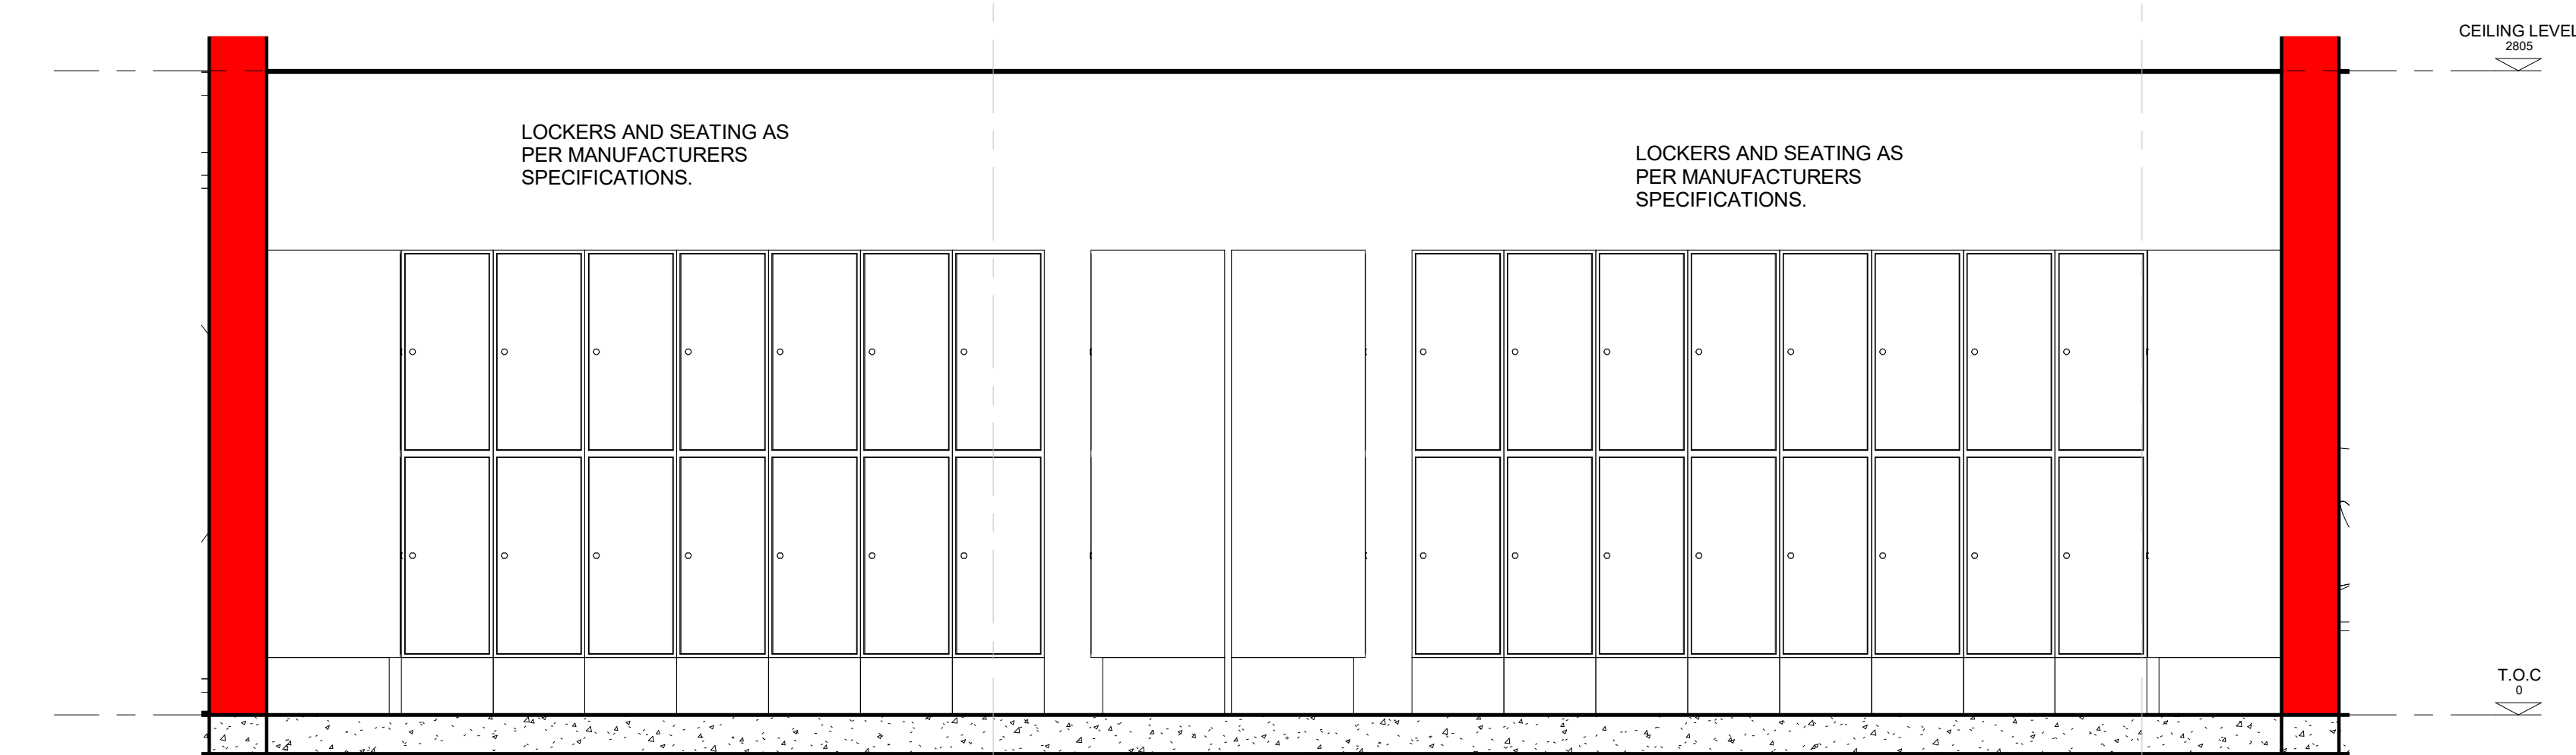 CEILING LEVEL
2805
LOCKERS AND SEATING AS
PER MANUFACTURERS
SPECIFICATIONS.
LOCKERS AND SEATING AS
PER MANUFACTURERS
SPECIFICATIONS.
T.O.C
0